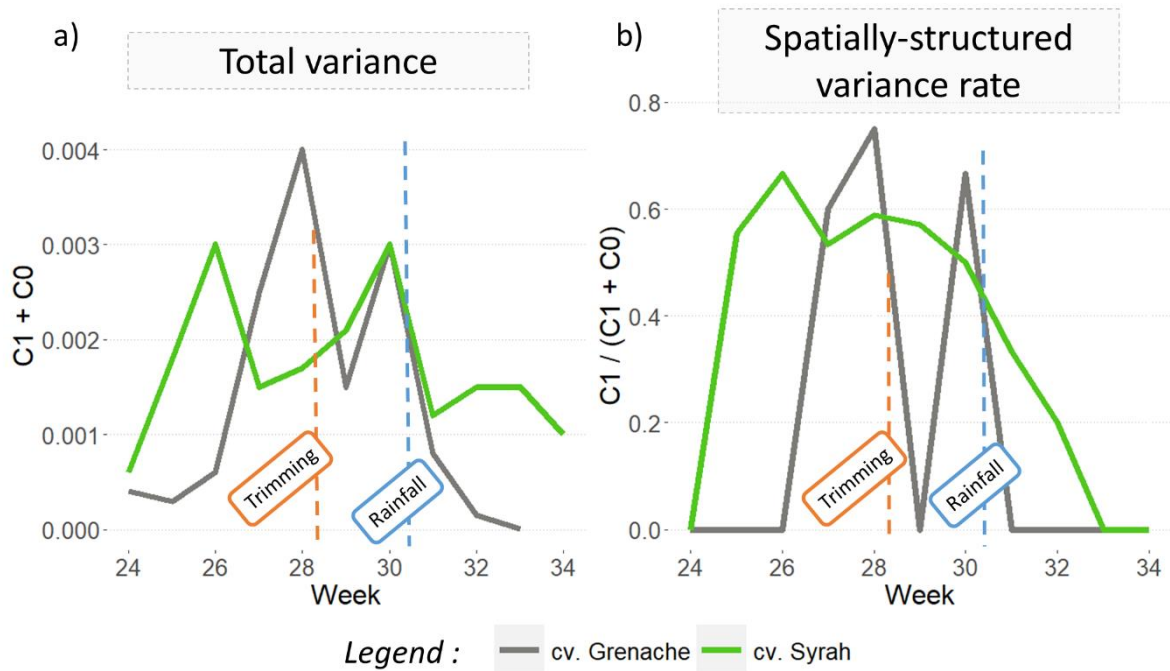 a)
Total variance
C1 + C0
0.004
0.003
0.002
0.001
0.000
24
26
28
30
32
34
Week
Trimming
Rainfall
b)
Spatially-structured
variance rate
C1 / (C1 + C0)
0.8
0.6
0.4
0.2
0.0
24
26
28
30
32
34
Week
Trimming
Rainfall
Legend : cv. Grenache cv. Syrah